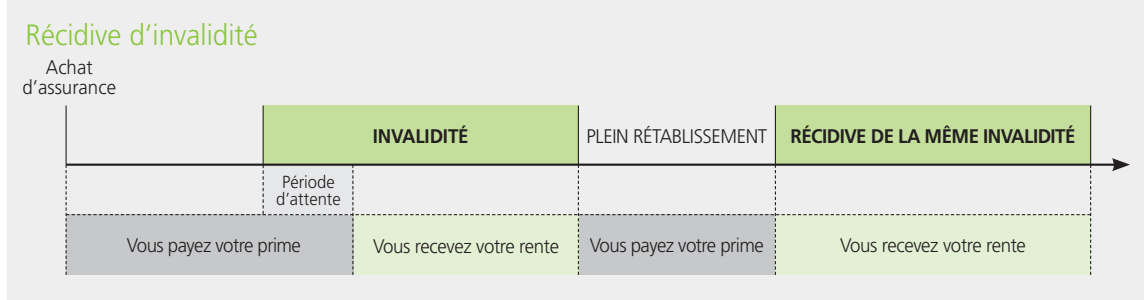 Récidive d'invalidité
Achat
d'assurance
INVALIDITÉ
PLEIN RÉTABLISSEMENT
RÉCIDIVE DE LA MÊME INVALIDITÉ
Période
d'attente
Vous payez votre prime
Vous recevez votre rente
Vous payez votre prime
Vous recevez votre rente